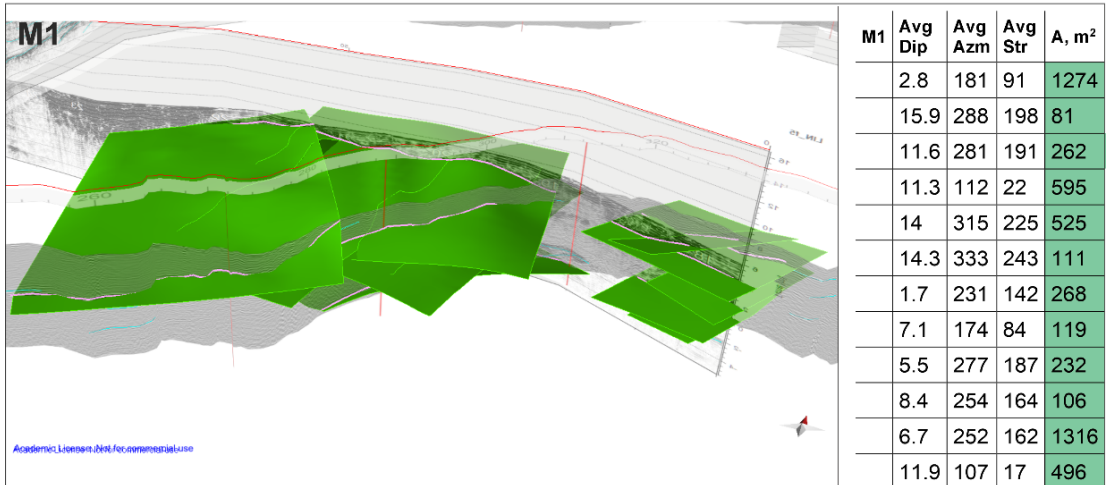 M1
Academic License: Not for commercial use
M1 Avg Dip Avg Azm Avg Str A, m²
2.8 181 91 1274
15.9 288 198 81
11.6 281 191 262
11.3 112 22 595
14 315 225 525
14.3 333 243 111
1.7 231 142 268
7.1 174 84 119
5.5 277 187 232
8.4 254 164 106
6.7 252 162 1316
11.9 107 17 496